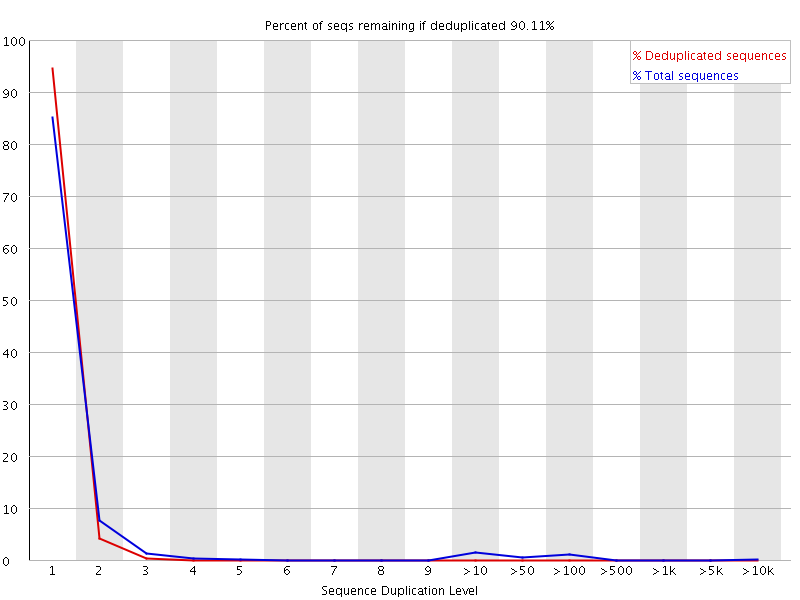 Percent of seqs remaining if deduplicated 90.11%
% Deduplicated sequences
% Total sequences
100
90
80
70
60
50
40
30
20
10
0
1 2 3 4 5 6 7 8 9 >10 >50 >100 >500 >1k >5k >10k
Sequence Duplication Level